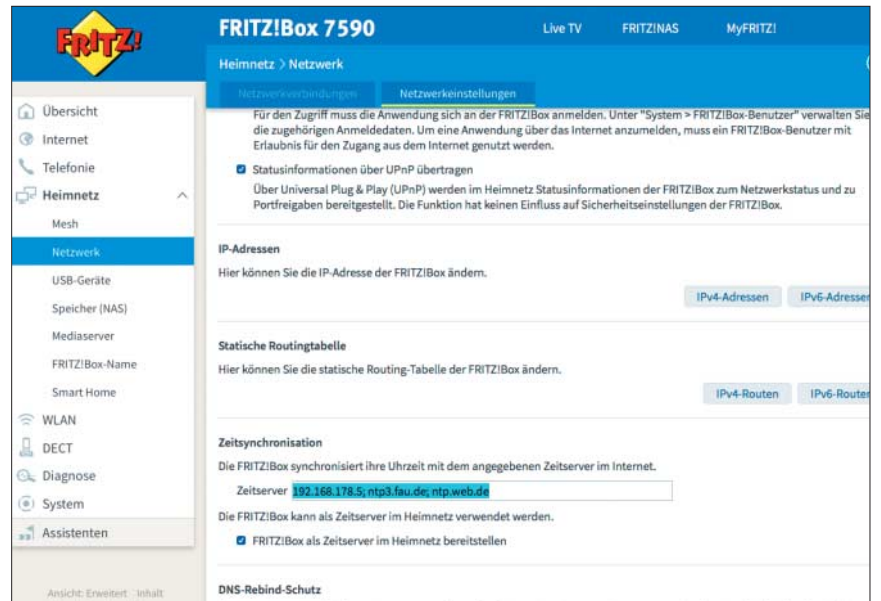 FRITZ!
FRITZ!Box 7590
Live TV
FRITZ!NAS
MyFRITZ!
Heimnetz > Netzwerk
Netzwerkverbindungen
Netzwerkeinstellungen
Übersicht
Internet
Telefonie
Heimnetz
Mesh
Netzwerk
USB-Geräte
Speicher (NAS)
Mediaserver
FRITZ!Box-Name
Smart Home
WLAN
DECT
Diagnose
System
Assistenten
Ansicht: Erweitert Inhalt
Für den Zugriff muss die Anwendung sich an der FRITZ!Box anmelden. Unter "System > FRITZ!Box-Benutzer" verwalten Sie
die zugehörigen Anmeldedaten. Um eine Anwendung über das Internet anzumelden, muss ein FRITZ!Box-Benutzer mit
Erlaubnis für den Zugang aus dem Internet genutzt werden.
Statusinformationen über UPnP übertragen
Über Universal Plug & Play (UPnP) werden im Heimnetz Statusinformationen der FRITZ!Box zum Netzwerkstatus und zu
Portfreigaben bereitgestellt. Die Funktion hat keinen Einfluss auf Sicherheitseinstellungen der FRITZ!Box.
IP-Adressen
Hier können Sie die IP-Adresse der FRITZ!Box ändern.
IPv4-Adressen
IPv6-Adressen
Statische Routingtabelle
Hier können Sie die statische Routing-Tabelle der FRITZ!Box ändern.
IPv4-Routen
IPv6-Router
Zeitsynchronisation
Die FRITZ!Box synchronisiert ihre Uhrzeit mit dem angegebenen Zeitserver im Internet.
Zeitserver 192.168.178.5; ntp3.fau.de; ntp.web.de
Die FRITZ!Box kann als Zeitserver im Heimnetz verwendet werden.
FRITZ!Box als Zeitserver im Heimnetz bereitstellen
DNS-Rebind-Schutz